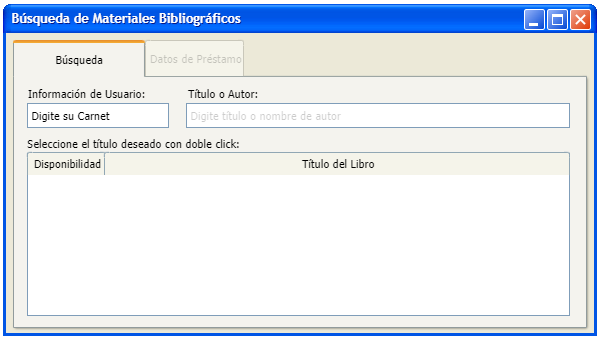 Búsqueda de Materiales Bibliográficos
Búsqueda
Datos de Préstamo
Información de Usuario:
Título o Autor:
Digite su Carnet
Digite título o nombre de autor
Seleccione el título deseado con doble click:
Disponibilidad
Título del Libro